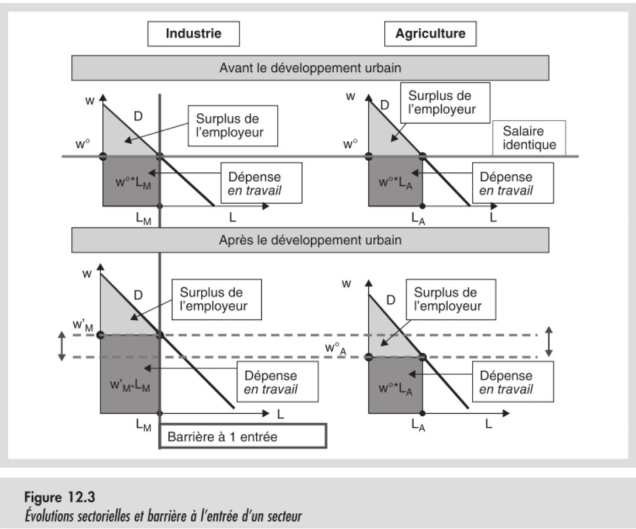 Industrie
Agriculture
Avant le développement urbain
w
D
Surplus de
l'employeur
w°
w°*L_M
Dépense
en travail
L_M
L
w
D
Surplus de
l'employeur
Salaire
identique
w°
w°*L_A
Dépense
en travail
L_A
L
Après le développement urbain
w
D
Surplus de
l'employeur
w'_M
w'_M*L_M
Dépense
en travail
L_M
L
Barrière à 1 entrée
w
D
Surplus de
l'employeur
w°_A
w°*L_A
Dépense
en travail
L_A
L
Figure 12.3
Évolutions sectorielles et barrière à l'entrée d'un secteur